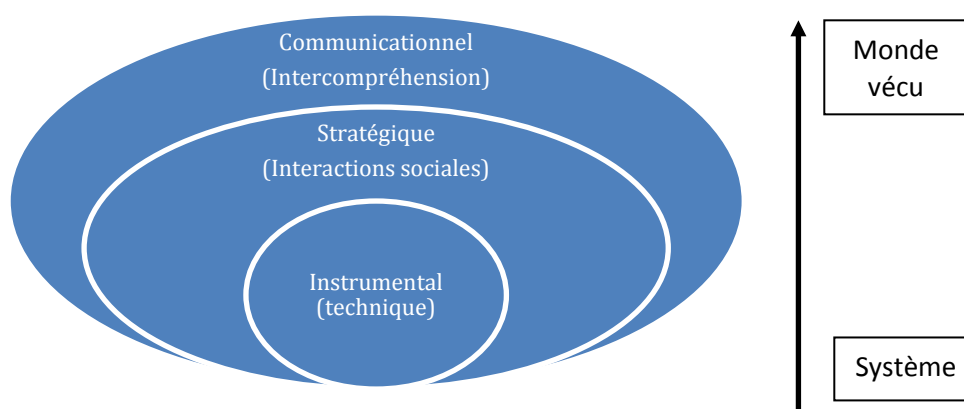 Communicationnel
(Intercompréhension)
Stratégique
(Interactions sociales)
Instrumental
(technique)
Monde
vécu
Système